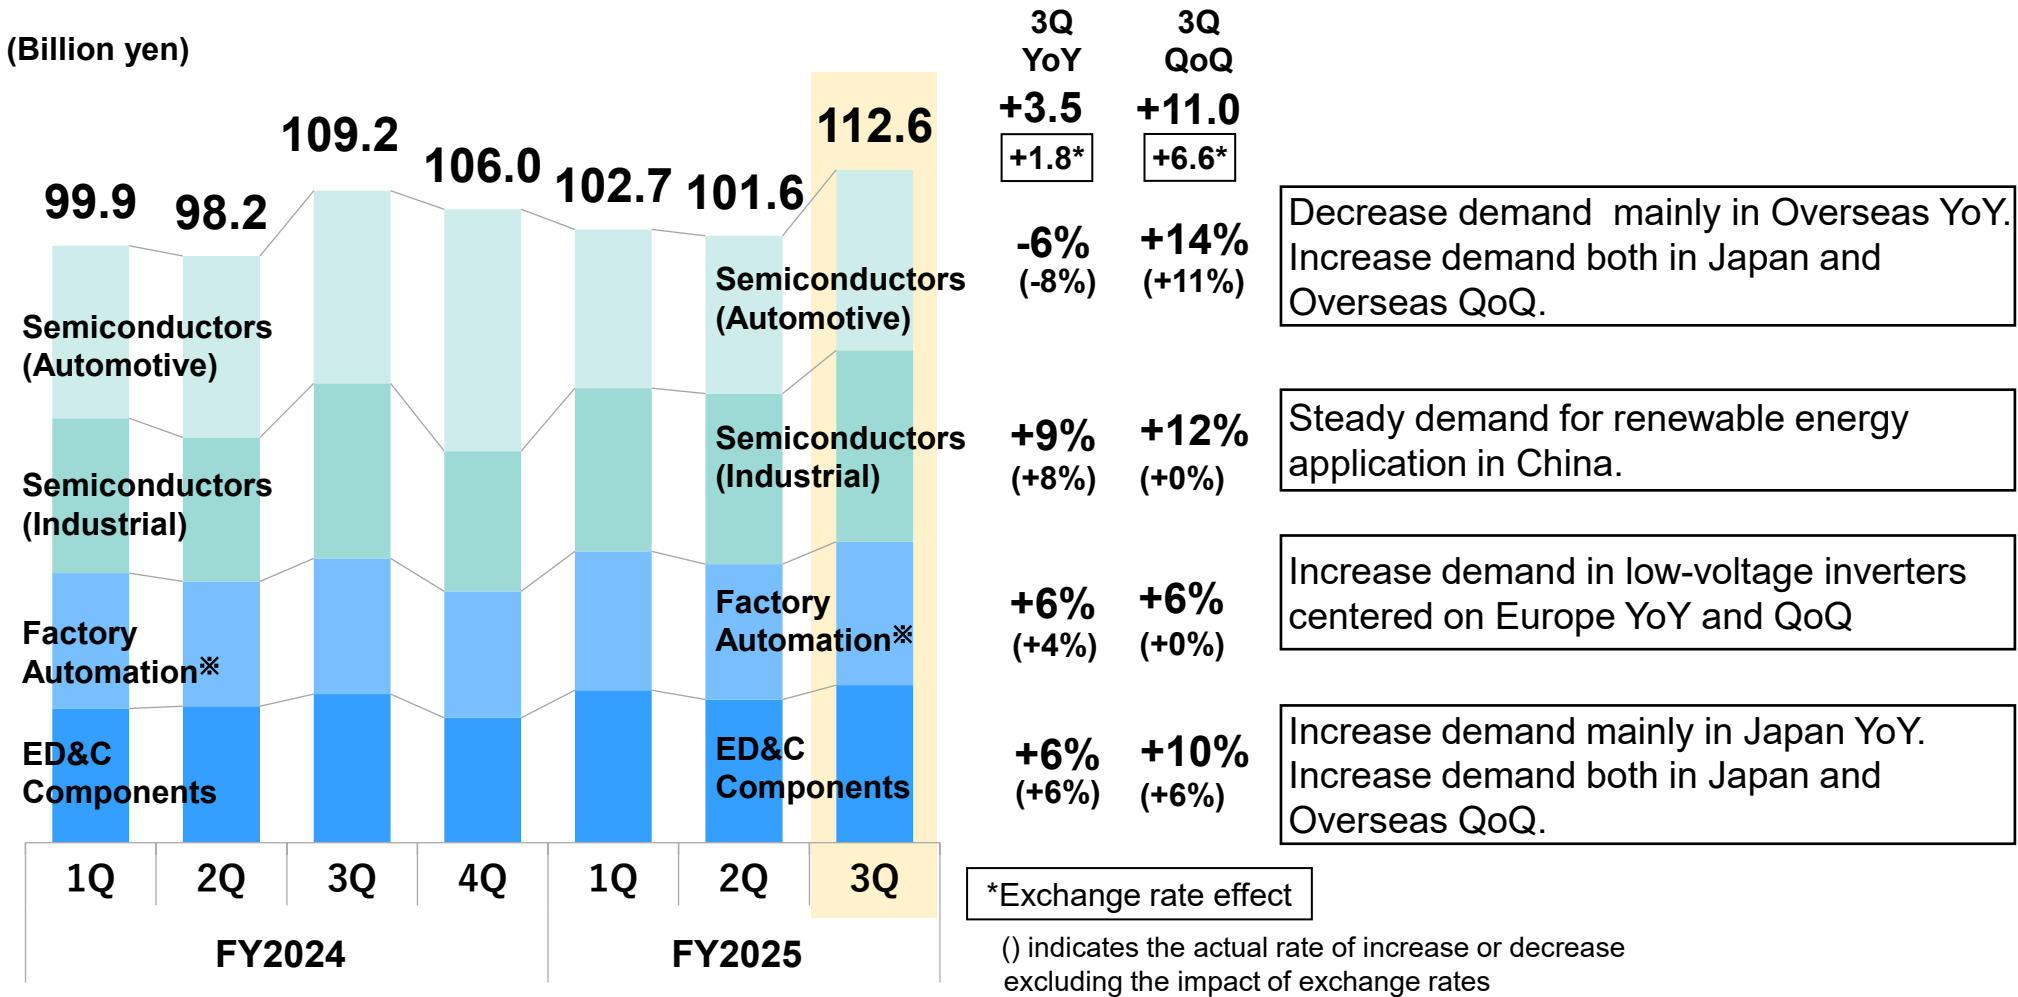 (Billion yen)
3Q
YoY
3Q
QoQ
+3.5
+11.0
+1.8*
+6.6*
99.9
98.2
109.2
106.0
102.7
101.6
112.6
Semiconductors
(Automotive)
Semiconductors
(Industrial)
Factory
Automation※
ED&C
Components
Semiconductors
(Automotive)
-6%
(-8%)
+14%
(+11%)
Decrease demand  mainly in Overseas YoY.
Increase demand both in Japan and
Overseas QoQ.
Semiconductors
(Industrial)
+9%
(+8%)
+12%
(+0%)
Steady demand for renewable energy
application in China.
Factory
Automation※
+6%
(+4%)
+6%
(+0%)
Increase demand in low-voltage inverters
centered on Europe YoY and QoQ
ED&C
Components
+6%
(+6%)
+10%
(+6%)
Increase demand mainly in Japan YoY.
Increase demand both in Japan and
Overseas QoQ.
1Q
2Q
3Q
4Q
1Q
2Q
3Q
FY2024
FY2025
*Exchange rate effect
() indicates the actual rate of increase or decrease
excluding the impact of exchange rates